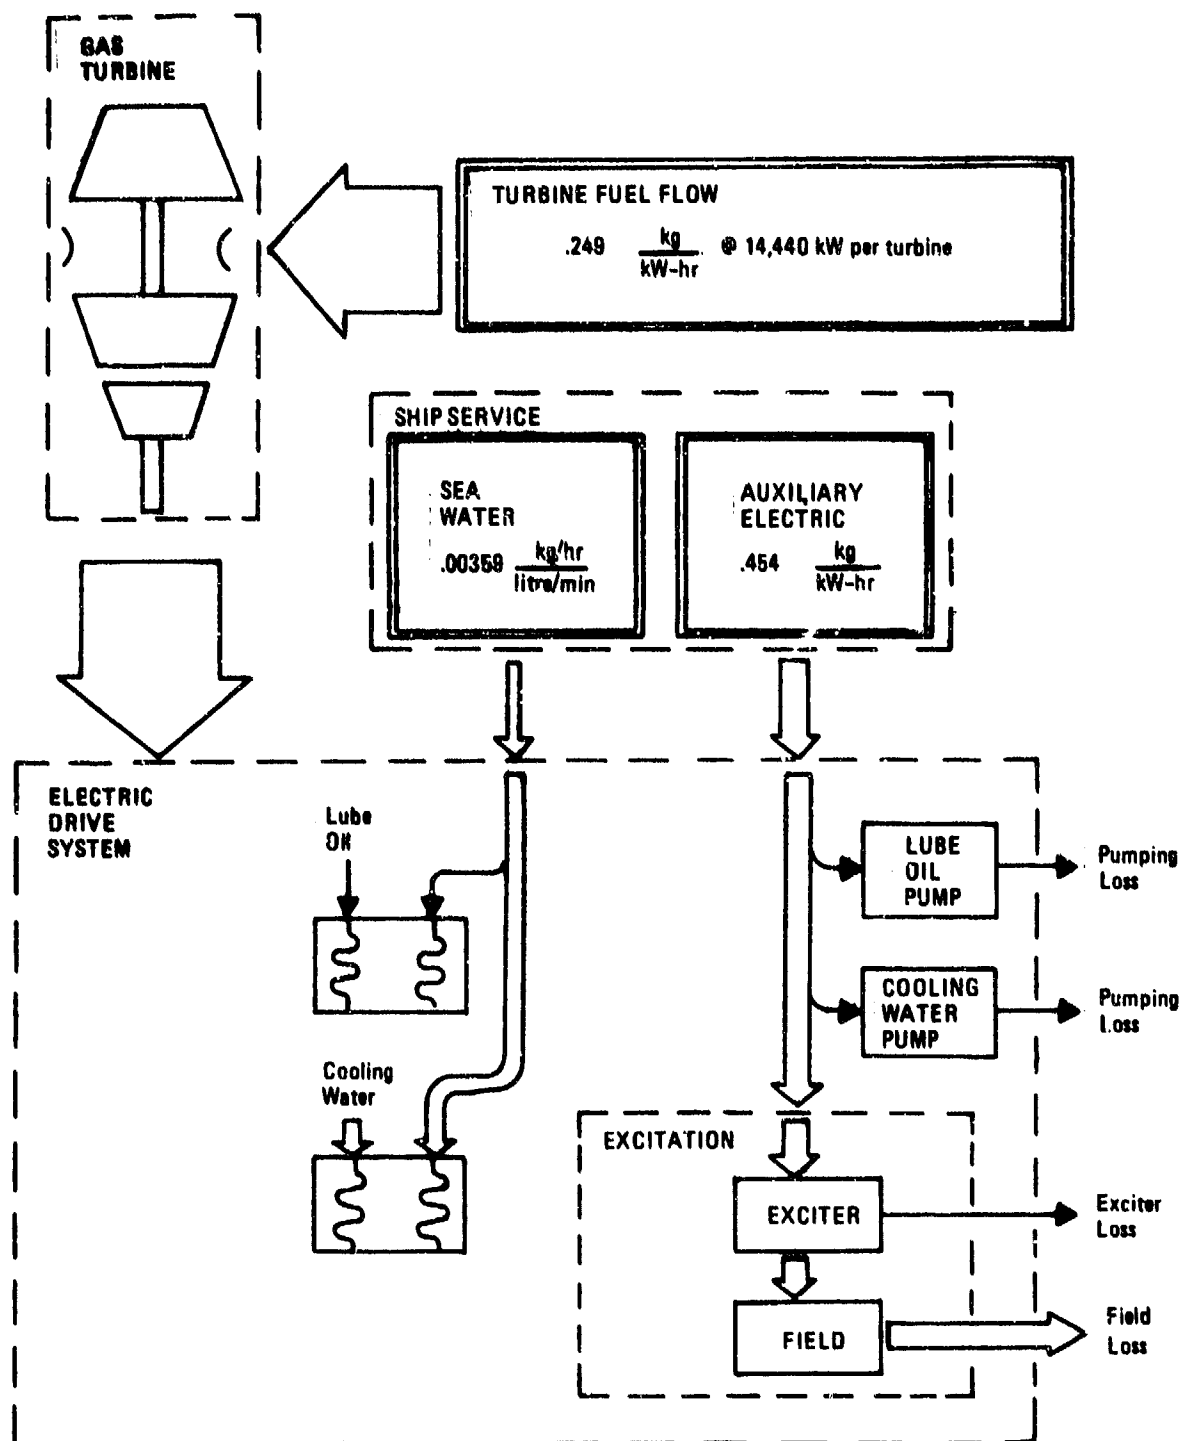 GAS
TURBINE
TURBINE FUEL FLOW
.249 kg/kW-hr @ 14,440 kW per turbine
SHIP SERVICE
SEA
WATER
.00359 kg/hr/litre/min
AUXILIARY
ELECTRIC
.454 kg/kW-hr
ELECTRIC
DRIVE
SYSTEM
Lube
Oil
LUBE
OIL
PUMP
Pumping
Loss
COOLING
WATER
PUMP
Pumping
Loss
Cooling
Water
EXCITATION
EXCITER
Exciter
Loss
FIELD
Field
Loss